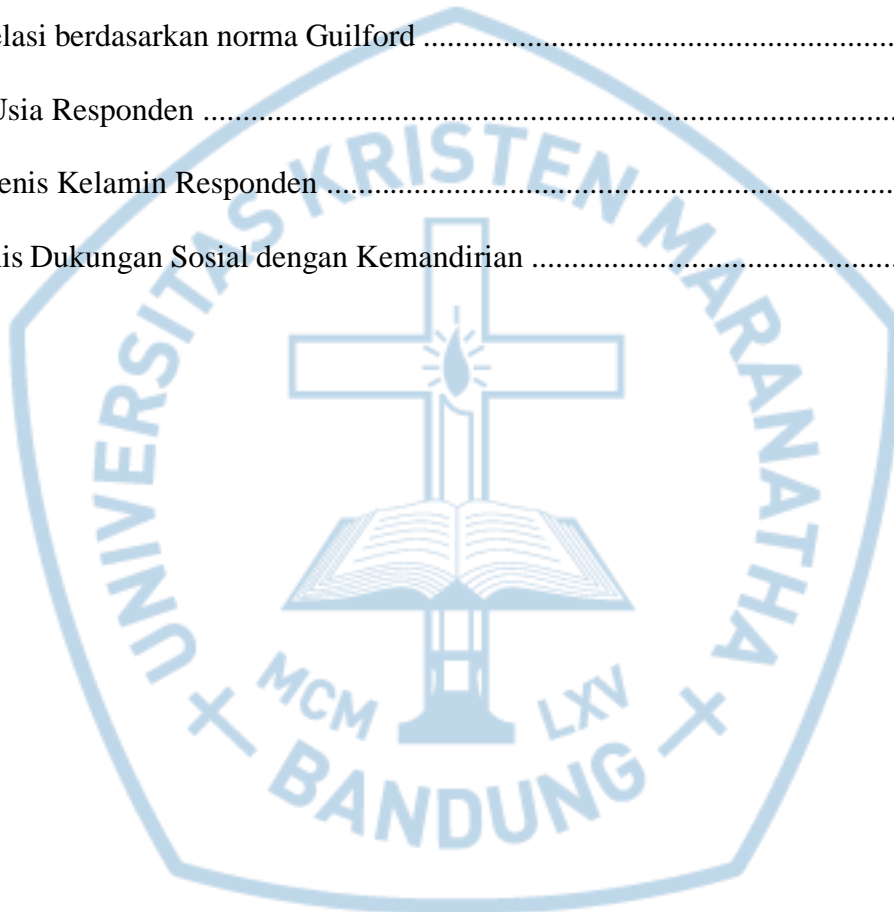 elasi berdasarkan norma Guilford ..........................................................
Usia Responden .......................................................................................
enis Kelamin Responden .......................................................................
is Dukungan Sosial dengan Kemandirian .............................................
UNIVERSITAS KRISTEN MARANATHA
MCM LXV
BANDUNG